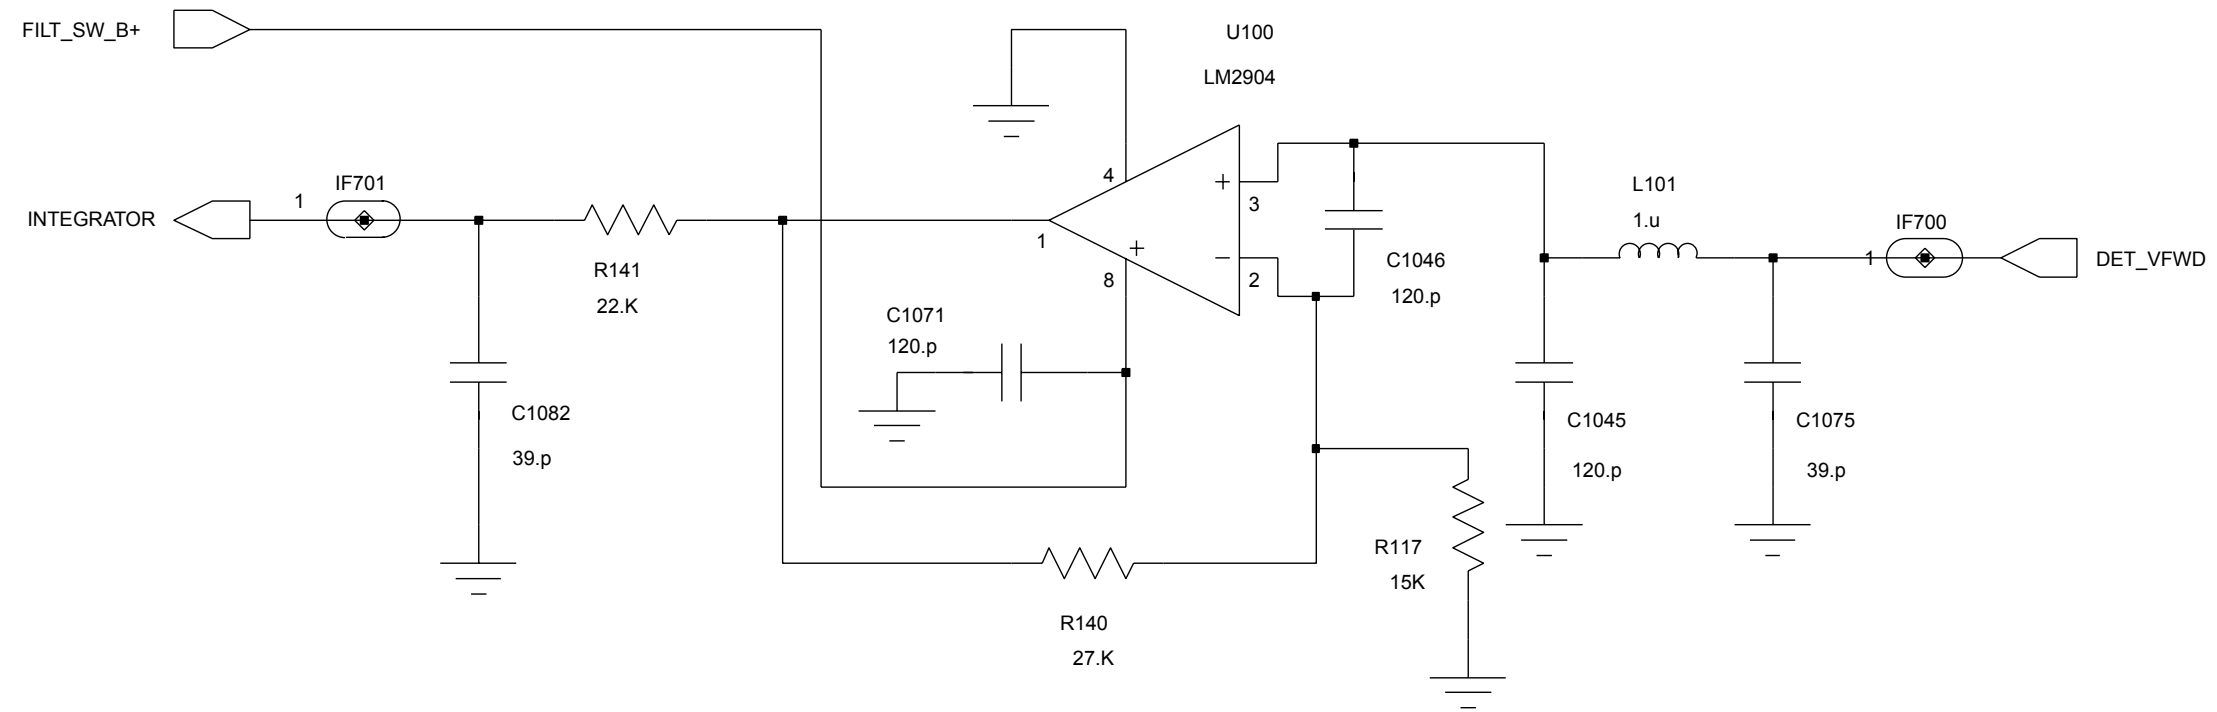 FILT_SW_B+
U100
LM2904
4
+
3
IF701
1
INTEGRATOR
1
+
8
−
2
R141
22.K
C1046
120.p
L101
1.u
IF700
1
DET_VFWD
C1071
120.p
C1082
39.p
C1045
120.p
C1075
39.p
R117
15K
R140
27.K